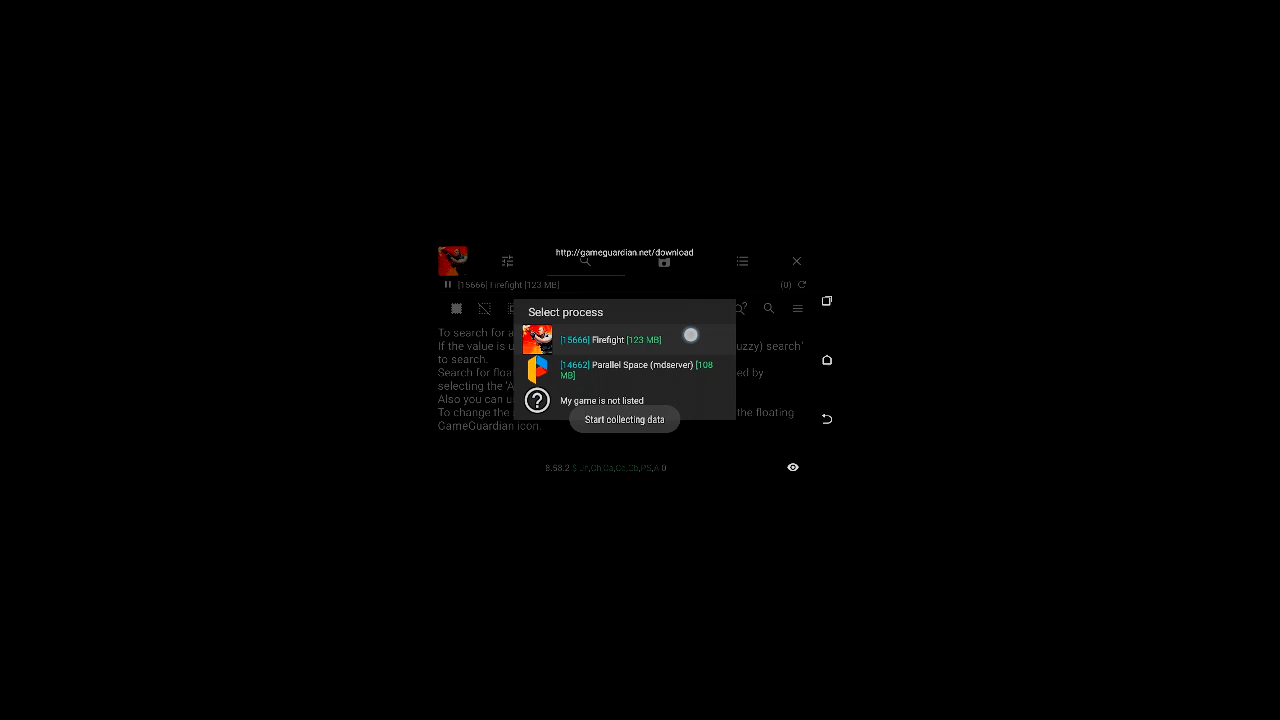 http://gameguardian.net/download
[15666] Firefight [123 MB]
(0)
Select process
[15666] Firefight [123 MB]
[14662] Parallel Space (mdserver) [108
MB]
My game is not listed
Start collecting data
To search for a
If the value is u
uzzy) search'
to search.
Search for floa
ed by
selecting the 'A
Also you can u
To change the
the floating
GameGuardian icon.
8.58.2